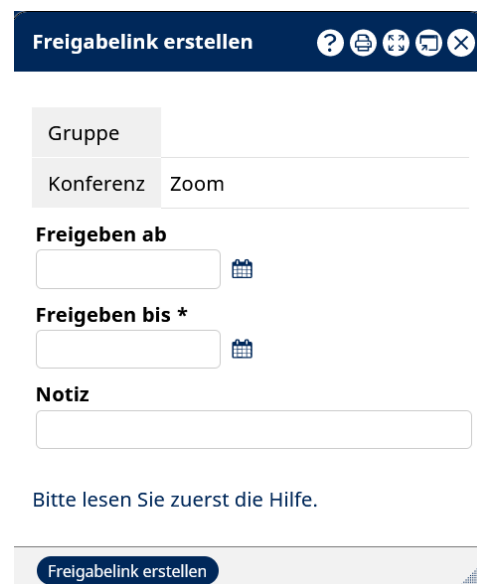 Freigabelink erstellen
Gruppe
Konferenz Zoom
Freigeben ab
Freigeben bis *
Notiz
Bitte lesen Sie zuerst die Hilfe.
Freigabelink erstellen